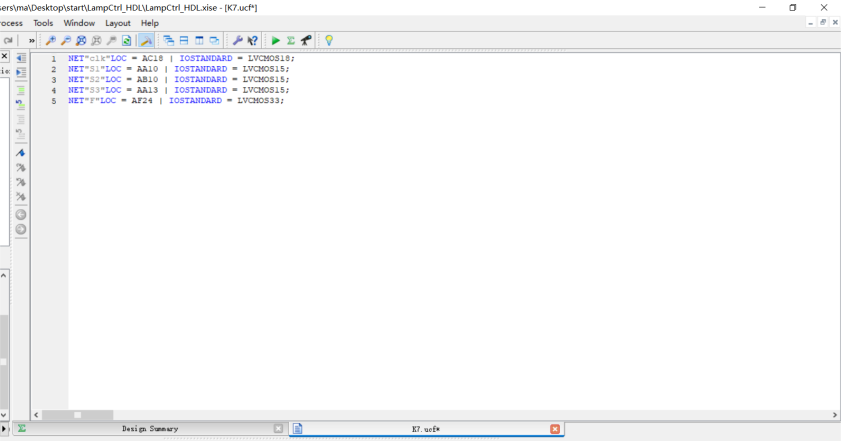 sers\ma\Desktop\start\LampCtrl_HDL\LampCtrl_HDL.xise - [K7.ucf*]
rocess Tools Window Layout Help
1 NET"clk"LOC = AC18 | IOSTANDARD = LVCMOS18;
2 NET"S1"LOC = AA10 | IOSTANDARD = LVCMOS15;
3 NET"S2"LOC = AB10 | IOSTANDARD = LVCMOS15;
4 NET"S3"LOC = AA13 | IOSTANDARD = LVCMOS15;
5 NET"F"LOC = AF24 | IOSTANDARD = LVCMOS33;
Design Summary
K7.ucf*